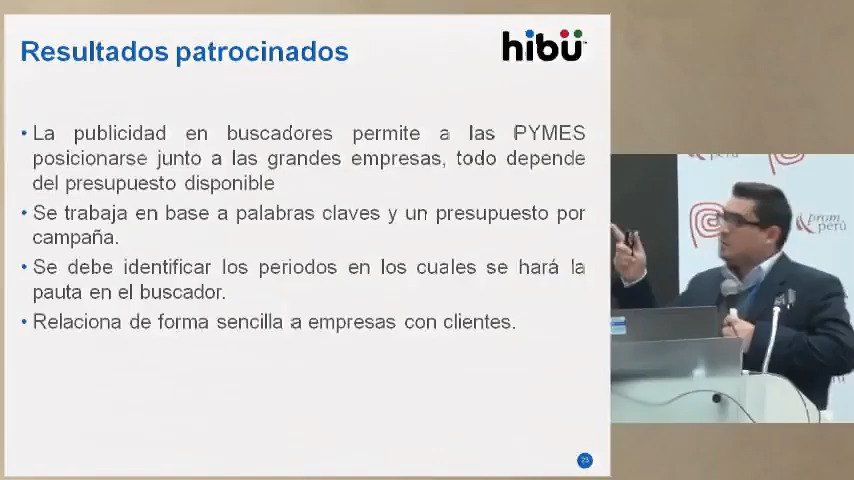 Resultados patrocinados
hibü
• La publicidad en buscadores permite a las PYMES
posicionarse junto a las grandes empresas, todo depende
del presupuesto disponible
• Se trabaja en base a palabras claves y un presupuesto por
campaña.
• Se debe identificar los periodos en los cuales se hará la
pauta en el buscador.
• Relaciona de forma sencilla a empresas con clientes.
prom
perú